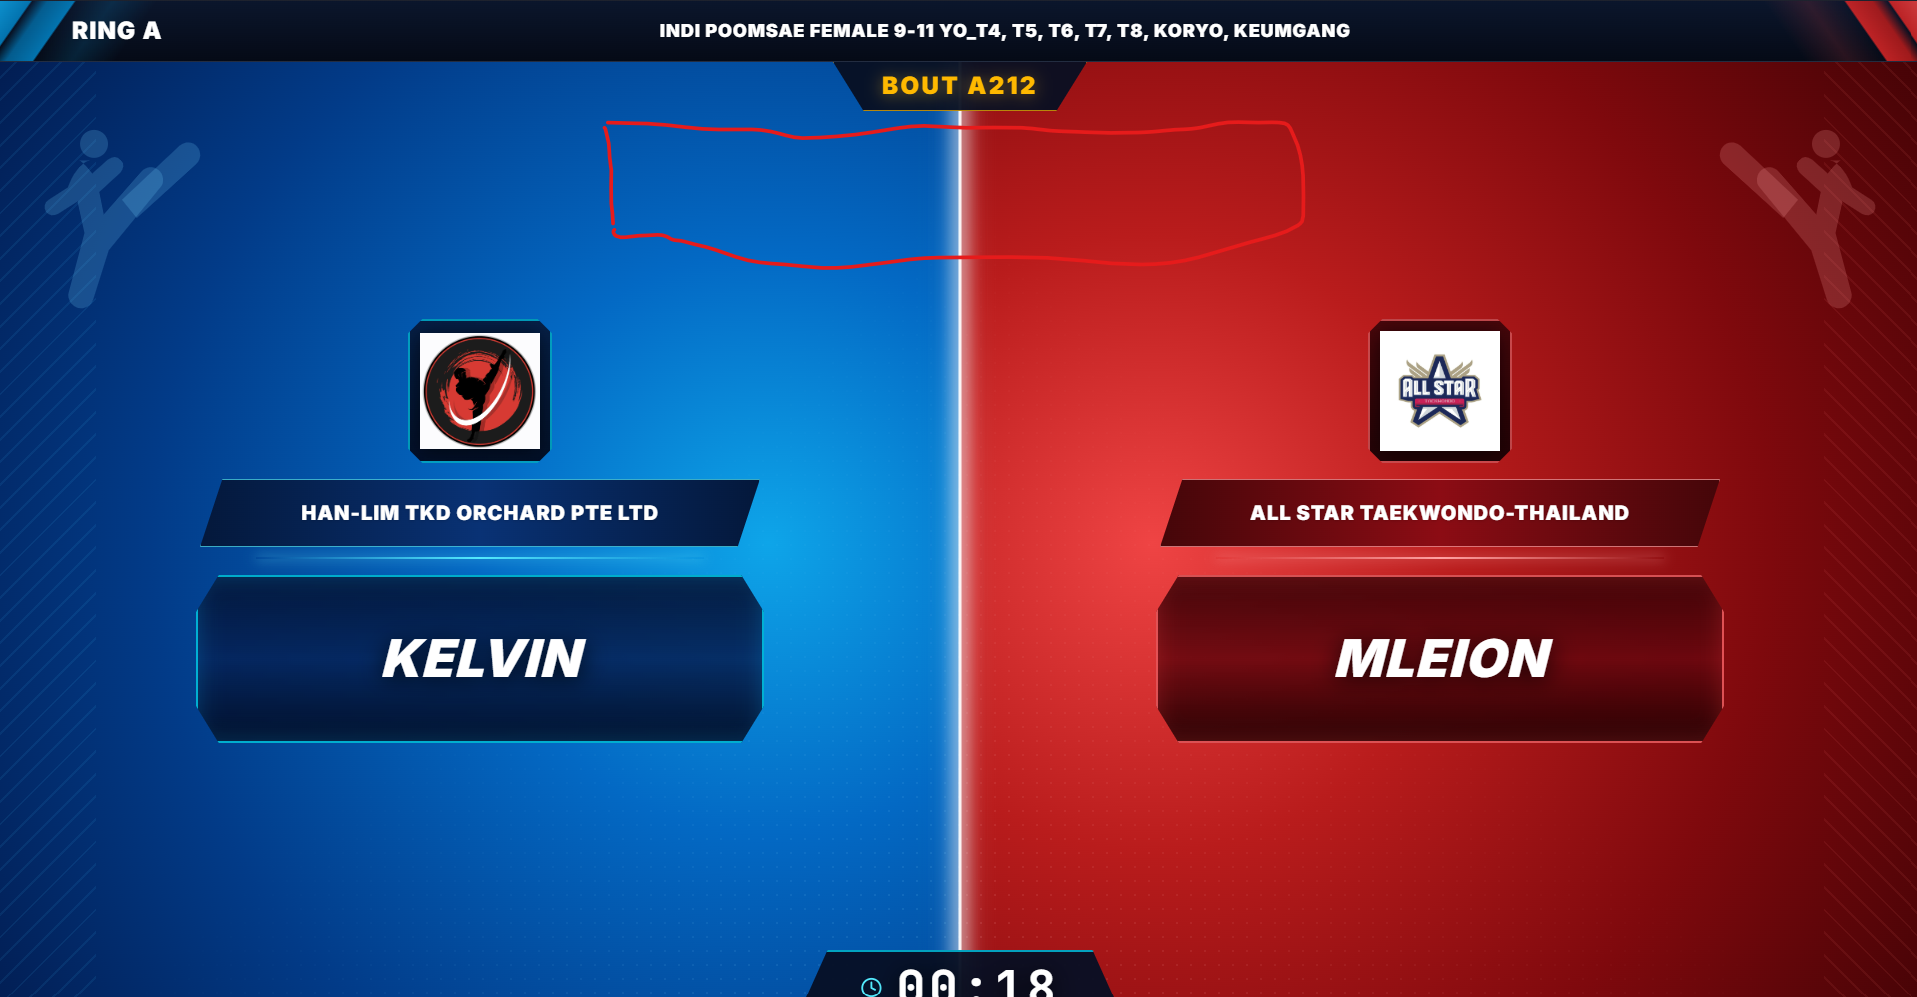 RING A
INDI POOMSAE FEMALE 9-11 YO_T4, T5, T6, T7, T8, KORYO, KEUMGANG
BOUT A212
ALL STAR
HAN-LIM TKD ORCHARD PTE LTD
ALL STAR TAEKWONDO-THAILAND
KELVIN
MLEION
00:18